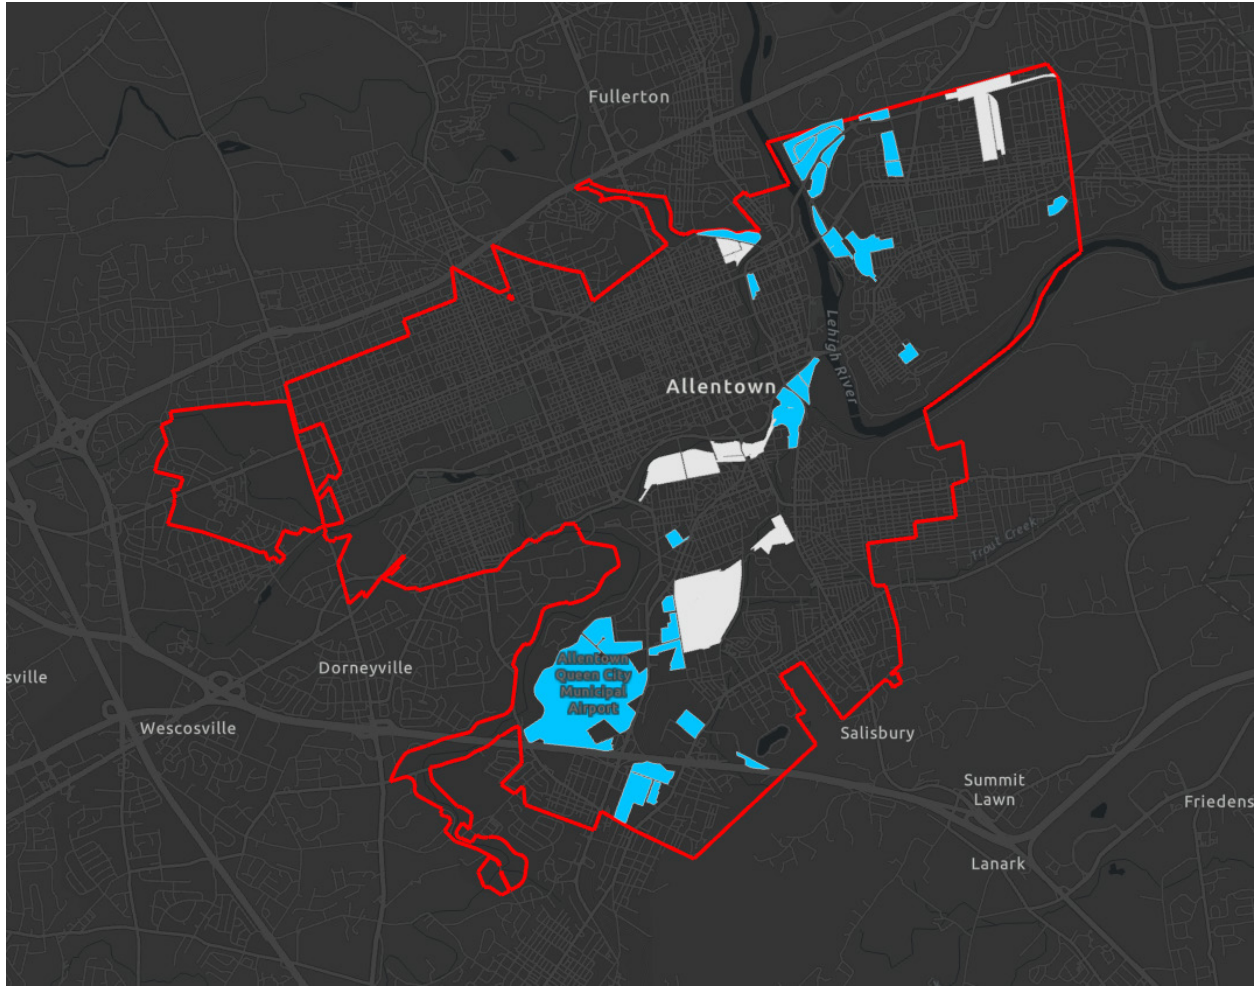 Fullerton
Lehigh River
Allentown
Trout Creek
Allentown
Queen City
Municipal
Airport
Dorneyville
sville
Wescosville
Salisbury
Summit
Lawn
Friedens
Lanark